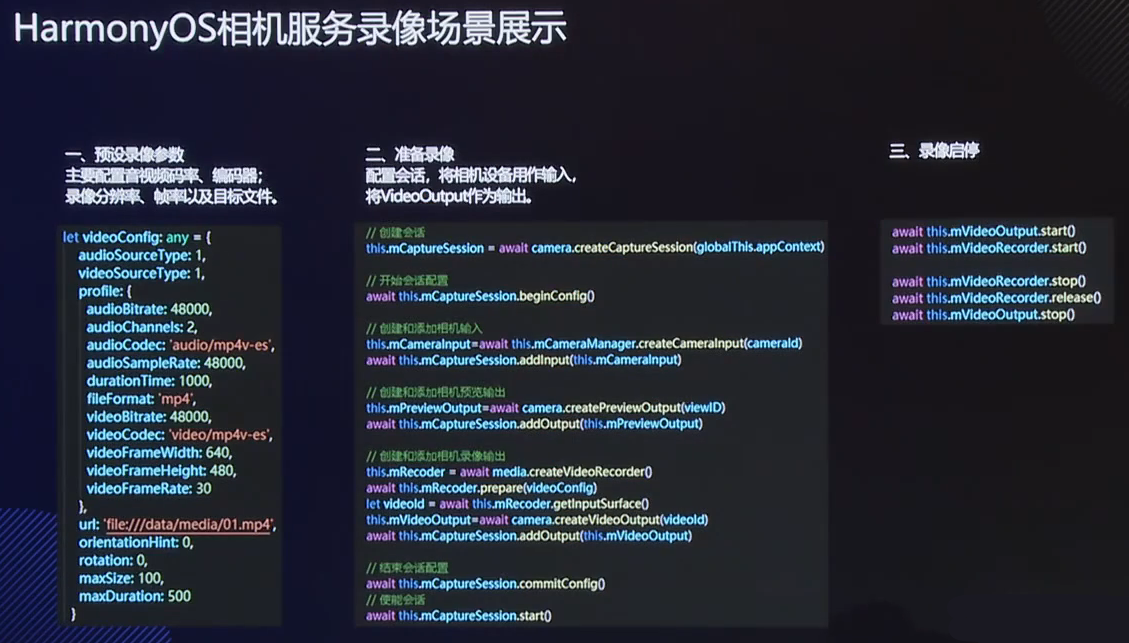 HarmonyOS相机服务录像场景展示
一、预设录像参数
主要配置音视频码率、编码器；
录像分辨率、帧率以及目标文件。
let videoConfig: any = {
audioSourceType: 1,
videoSourceType: 1,
profile: {
audioBitrate: 48000,
audioChannels: 2,
audioCodec: 'audio/mp4v-es',
audioSampleRate: 48000,
durationTime: 1000,
fileFormat: 'mp4',
videoBitrate: 48000,
videoCodec: 'video/mp4v-es',
videoFrameWidth: 640,
videoFrameHeight: 480,
videoFrameRate: 30
},
url: 'file:///data/media/01.mp4',
orientationHint: 0,
rotation: 0,
maxSize: 100,
maxDuration: 500
}
二、准备录像
配置会话，将相机设备用作输入，
将VideoOutput作为输出。
// 创建会话
this.mCaptureSession = await camera.createCaptureSession(globalThis.appContext)
// 开始会话配置
await this.mCaptureSession.beginConfig()
// 创建和添加相机输入
this.mCameraInput=await this.mCameraManager.createCameraInput(cameraId)
await this.mCaptureSession.addInput(this.mCameraInput)
// 创建和添加相机预览输出
this.mPreviewOutput=await camera.createPreviewOutput(viewID)
await this.mCaptureSession.addOutput(this.mPreviewOutput)
// 创建和添加相机录像输出
this.mRecoder = await media.createVideoRecorder()
await this.mRecoder.prepare(videoConfig)
let videoId = await this.mRecoder.getInputSurface()
this.mVideoOutput=await camera.createVideoOutput(videoId)
await this.mCaptureSession.addOutput(this.mVideoOutput)
// 结束会话配置
await this.mCaptureSession.commitConfig()
// 使能会话
await this.mCaptureSession.start()
三、录像启停
await this.mVideoOutput.start()
await this.mVideoRecorder.start()
await this.mVideoRecorder.stop()
await this.mVideoRecorder.release()
await this.mVideoOutput.stop()